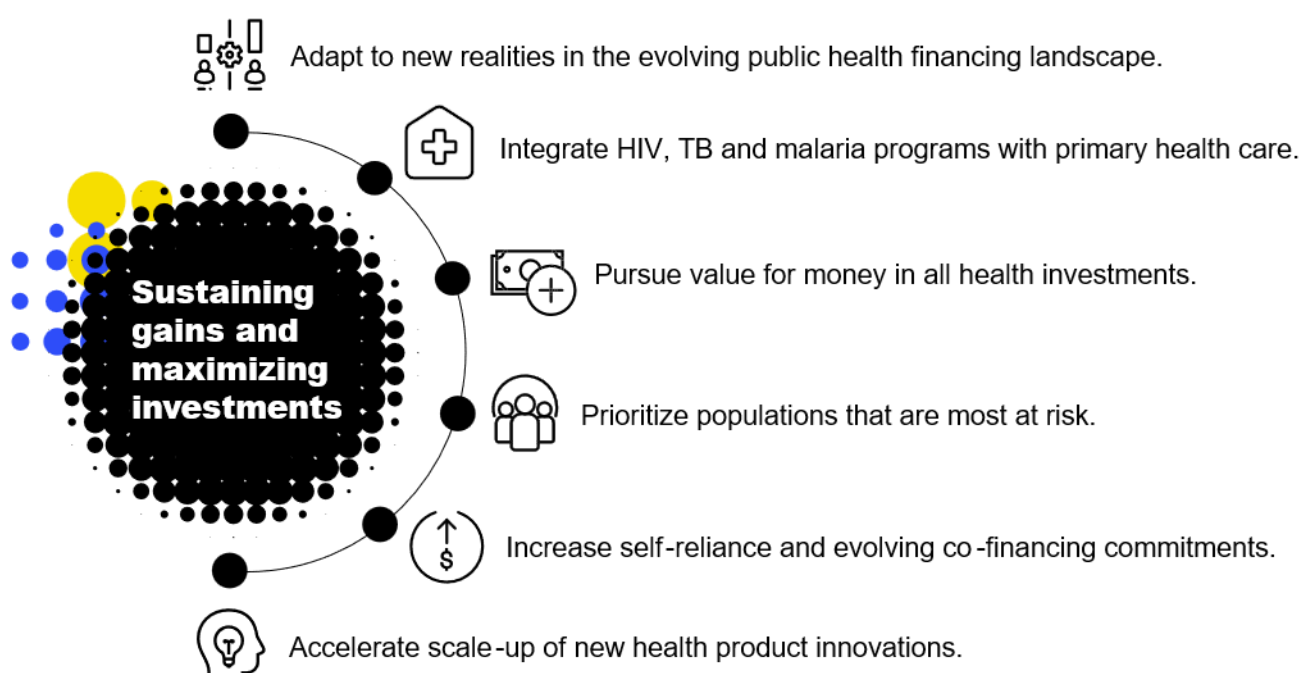 Adapt to new realities in the evolving public health financing landscape.
Integrate HIV, TB and malaria programs with primary health care.
Pursue value for money in all health investments.
Sustaining
gains and
maximizing
investments
Prioritize populations that are most at risk.
$
Increase self-reliance and evolving co-financing commitments.
Accelerate scale-up of new health product innovations.